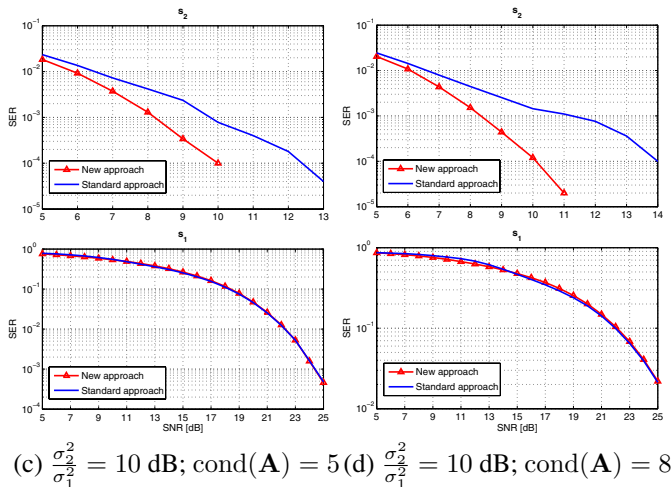 s₂
s₂
10⁻¹
10⁻²
10⁻³
10⁻⁴
10⁻⁵
SER
New approach
Standard approach
5 6 7 8 9 10 11 12 13
10⁻¹
10⁻²
10⁻³
10⁻⁴
10⁻⁵
SER
New approach
Standard approach
5 6 7 8 9 10 11 12 13 14
s₁
10⁰
10⁻¹
10⁻²
10⁻³
10⁻⁴
SER
New approach
Standard approach
5 7 9 11 13 15 17 19 21 23 25
SNR [dB]
s₁
10⁰
10⁻¹
10⁻²
SER
New approach
Standard approach
5 7 9 11 13 15 17 19 21 23 25
SNR [dB]
(c) σ₂²/σ₁² = 10 dB; cond(A) = 5 (d) σ₂²/σ₁² = 10 dB; cond(A) = 8